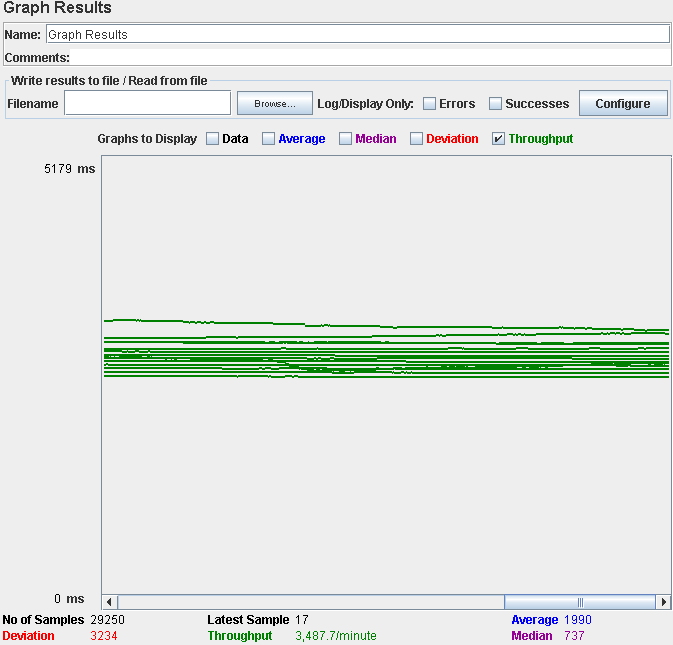 Graph Results
Name: Graph Results
Comments:
Write results to file / Read from file
Filename Browse... Log/Display Only: Errors Successes Configure
Graphs to Display Data Average Median Deviation Throughput
5179 ms
0 ms
No of Samples 29250 Latest Sample 17 Average 1990
Deviation 3234 Throughput 3,487.7/minute Median 737